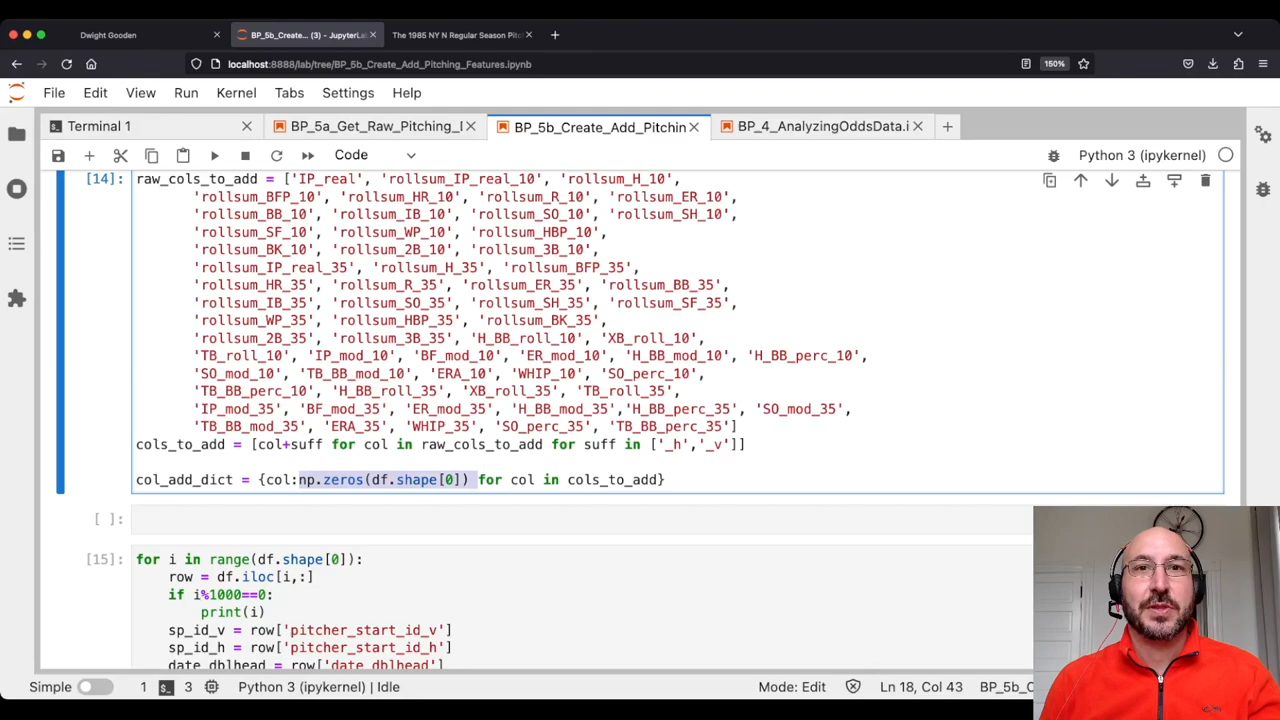 Dwight Gooden
BP_5b_Create... (3) - JupyterLa
The 1985 NY N Regular Season Pitc
localhost:8888/lab/tree/BP_5b_Create_Add_Pitching_Features.ipynb
150%
File Edit View Run Kernel Tabs Settings Help
Terminal 1
BP_5a_Get_Raw_Pitching_I
BP_5b_Create_Add_Pitchin
BP_4_AnalyzingOddsData.i
Code
Python 3 (ipykernel)
[14]: raw_cols_to_add = ['IP_real', 'rollsum_IP_real_10', 'rollsum_H_10',
'rollsum_BFP_10', 'rollsum_HR_10', 'rollsum_R_10', 'rollsum_ER_10',
'rollsum_BB_10', 'rollsum_IB_10', 'rollsum_SO_10', 'rollsum_SH_10',
'rollsum_SF_10', 'rollsum_WP_10', 'rollsum_HBP_10',
'rollsum_BK_10', 'rollsum_2B_10', 'rollsum_3B_10',
'rollsum_IP_real_35', 'rollsum_H_35', 'rollsum_BFP_35',
'rollsum_HR_35', 'rollsum_R_35', 'rollsum_ER_35', 'rollsum_BB_35',
'rollsum_IB_35', 'rollsum_SO_35', 'rollsum_SH_35', 'rollsum_SF_35',
'rollsum_WP_35', 'rollsum_HBP_35', 'rollsum_BK_35',
'rollsum_2B_35', 'rollsum_3B_35', 'H_BB_roll_10', 'XB_roll_10',
'TB_roll_10', 'IP_mod_10', 'BF_mod_10', 'ER_mod_10', 'H_BB_mod_10', 'H_BB_perc_10',
'SO_mod_10', 'TB_BB_mod_10', 'ERA_10', 'WHIP_10', 'SO_perc_10',
'TB_BB_perc_10', 'H_BB_roll_35', 'XB_roll_35', 'TB_roll_35',
'IP_mod_35', 'BF_mod_35', 'ER_mod_35', 'H_BB_mod_35','H_BB_perc_35', 'SO_mod_35',
'TB_BB_mod_35', 'ERA_35', 'WHIP_35', 'SO_perc_35', 'TB_BB_perc_35']
cols_to_add = [col+suff for col in raw_cols_to_add for suff in ['_h','_v']]
col_add_dict = {col:np.zeros(df.shape[0]) for col in cols_to_add}
[ ]:
[15]: for i in range(df.shape[0]):
row = df.iloc[i,:]
if i%1000==0:
print(i)
sp_id_v = row['pitcher_start_id_v']
sp_id_h = row['pitcher_start_id_h']
date_dblhead = row['date_dblhead']
Simple 1 3 Python 3 (ipykernel) | Idle Mode: Edit Ln 18, Col 43 BP_5b_C